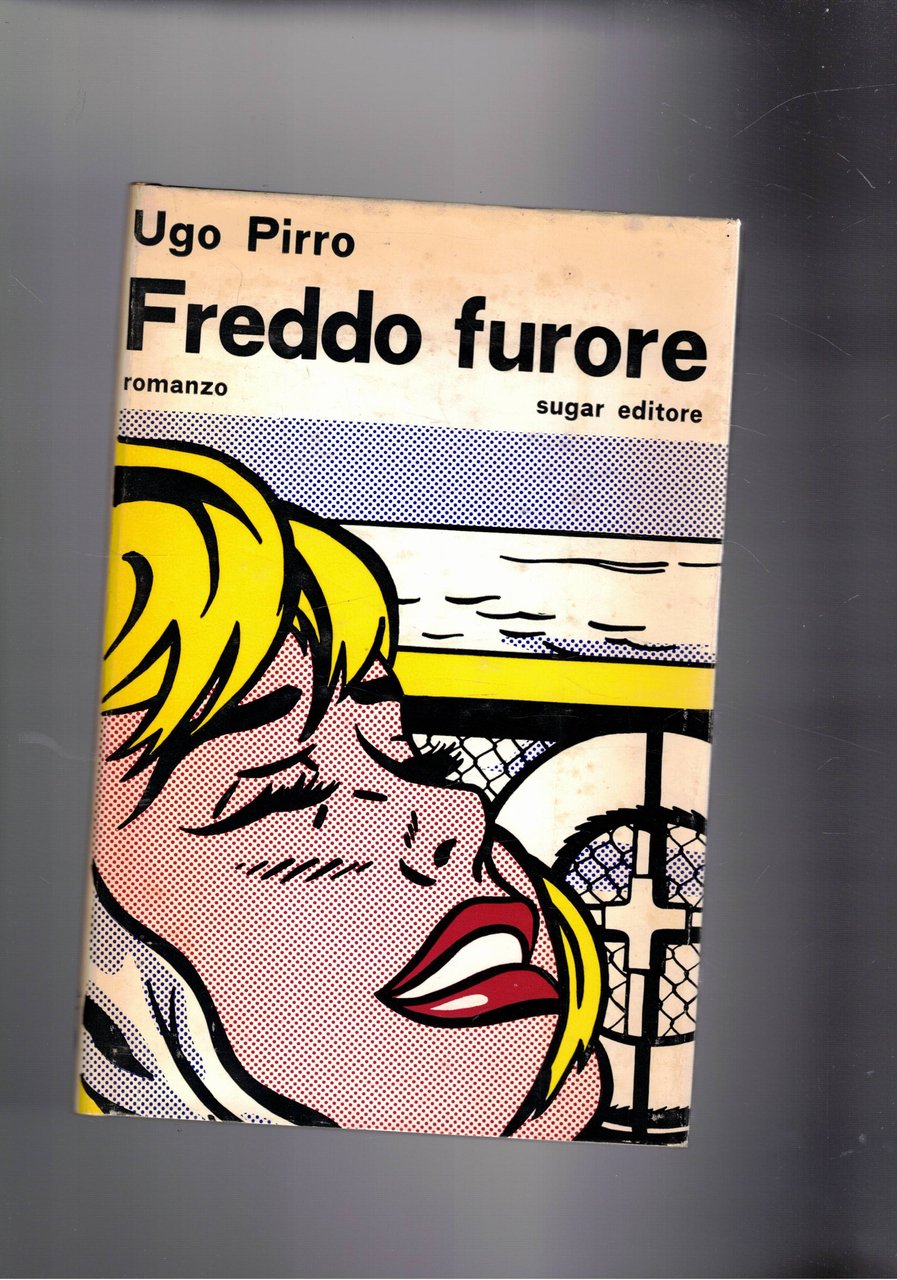 Ugo Pirro
Freddo furore
romanzo
sugar editore